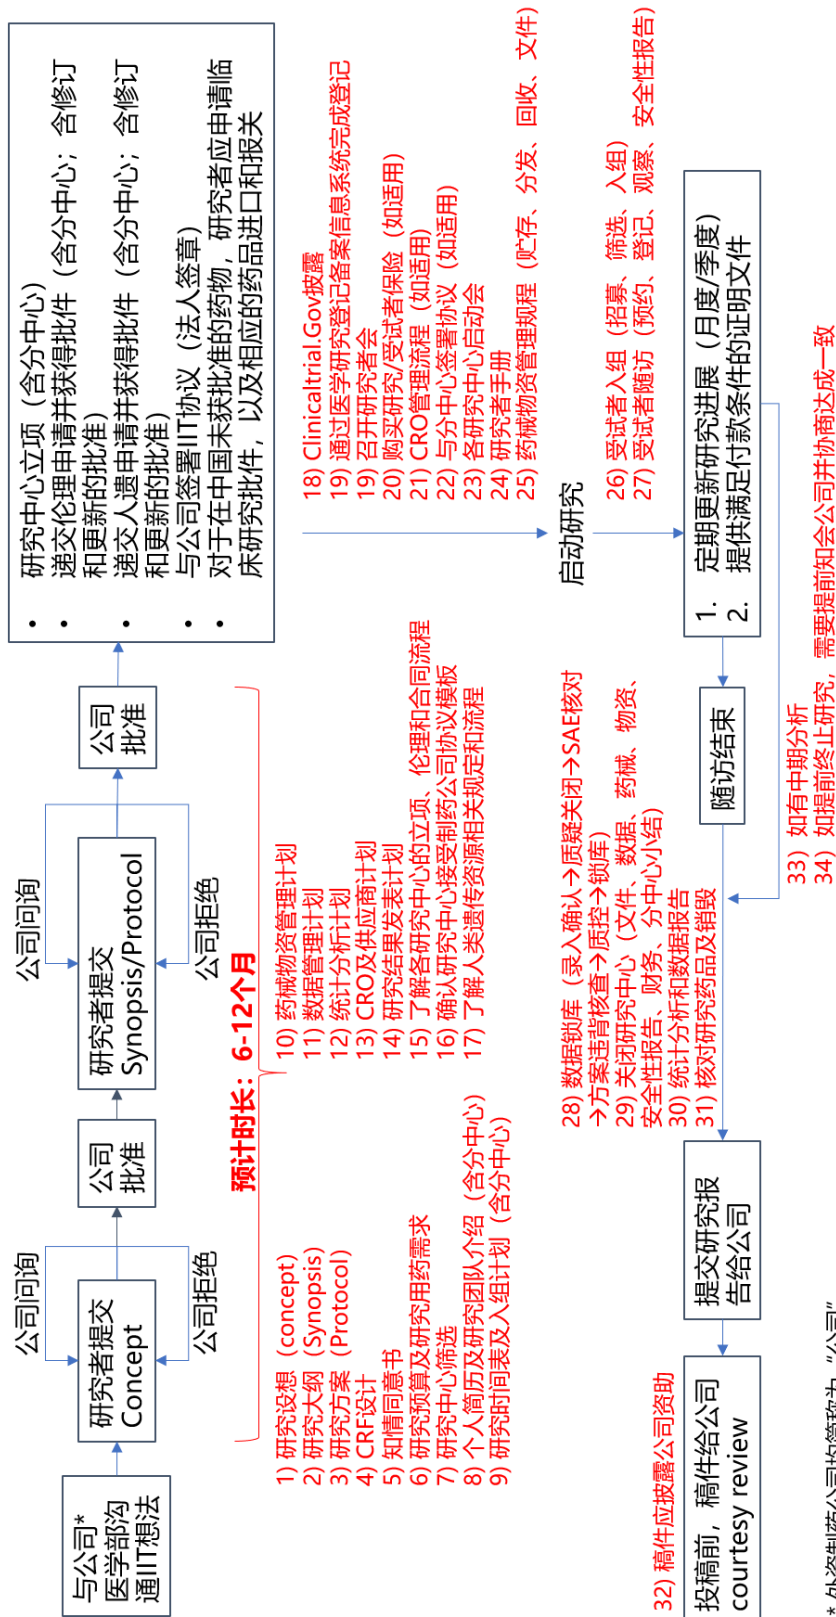 与公司*
医学部沟
通IIT想法
公司问询
研究者提交
Concept
公司拒绝
公司
批准
公司问询
研究者提交
Synopsis/Protocol
公司拒绝
公司
批准
• 研究中心立项（含分中心）
• 递交伦理申请并获得批件（含分中心；含修订
和更新的批准）
• 递交人遗申请并获得批件（含分中心；含修订
和更新的批准）
• 与公司签署IIT协议（法人签章）
• 对于在中国未获批准的药物，研究者应申请临
床研究批件，以及相应的药品进口和报关
预计时长：6-12个月
1) 研究设想（concept)
2) 研究大纲（Synopsis)
3) 研究方案（Protocol)
4) CRF设计
5) 知情同意书
6) 研究预算及研究用药需求
7) 研究中心筛选
8) 个人简历及研究团队介绍（含分中心）
9) 研究时间表及入组计划（含分中心）
10) 药械物资管理计划
11) 数据管理计划
12) 统计分析计划
13) CRO及供应商计划
14) 研究结果发表计划
15) 了解各研究中心的立项、伦理和合同流程
16) 确认研究中心接受制药公司协议模板
17) 了解人类遗传资源相关规定和流程
18) Clinicaltrial.Gov披露
19) 通过医学研究登记备案信息系统完成登记
19) 召开研究者会
20) 购买研究/受试者保险（如适用）
21) CRO管理流程（如适用）
22) 与分中心签署协议（如适用）
23) 各研究中心启动会
24) 研究者手册
25) 药械物资管理规程（贮存、分发、回收、文件）
启动研究
26) 受试者入组（招募、筛选、入组）
27) 受试者随访（预约、登记、观察、安全性报告）
1. 定期更新研究进展（月度/季度）
2. 提供满足付款条件的证明文件
随访结束
33）如有中期分析
34）如提前终止研究，需要提前知会公司并协商达成一致
28) 数据锁库（录入确认→质疑关闭→SAE核对
→方案违背核查→质控→锁库）
29) 关闭研究中心（文件、数据、药械、物资、
安全性报告、财务、分中心小结）
30) 统计分析和数据报告
31) 核对研究药品及销毁
提交研究报
告给公司
32) 稿件应披露公司资助
投稿前，稿件给公司
courtesy review
* 外资制药公司均简称为“公司”